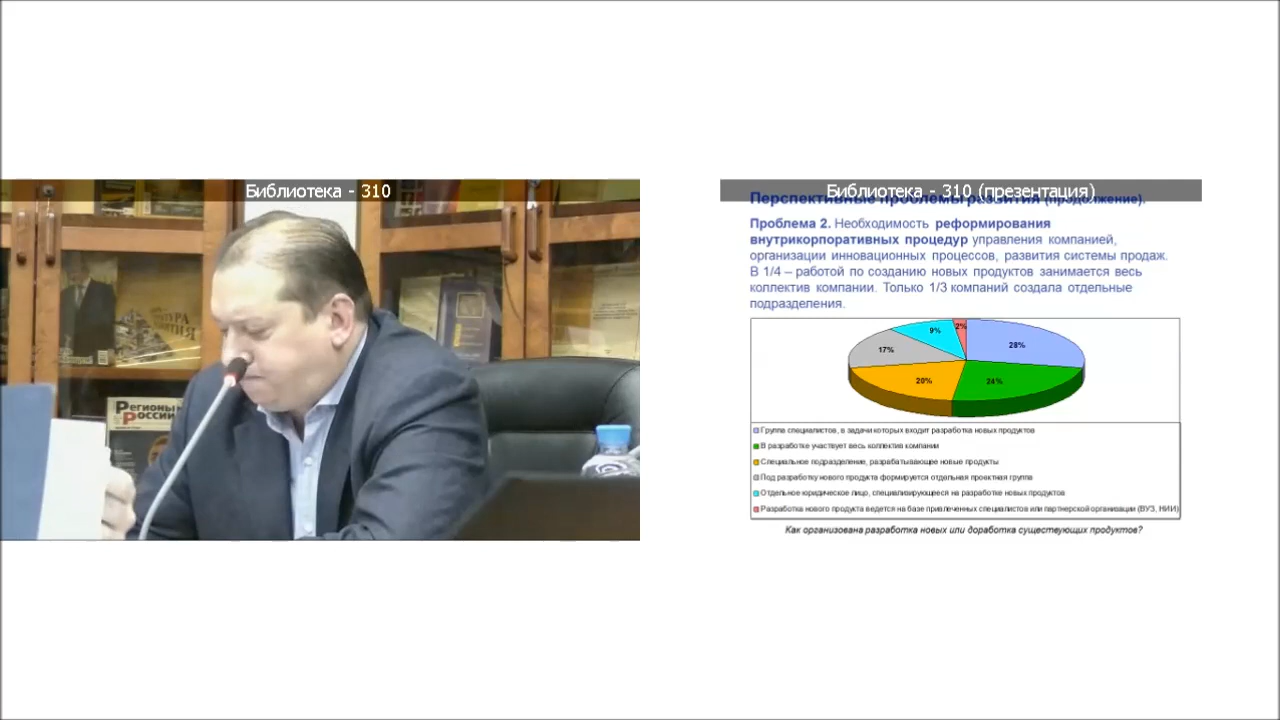 Библиотека - 310
Регионы
России
Библиотека - 310 (презентация)
Перспективные проблемы развития (продолжение).
Проблема 2. Необходимость реформирования
внутрикорпоративных процедур управления компанией,
организации инновационных процессов, развития системы продаж.
В 1/4 – работой по созданию новых продуктов занимается весь
коллектив компании. Только 1/3 компаний создала отдельные
подразделения.
2%
9%
28%
17%
20%
24%
Группа специалистов, в задачи которых входит разработка новых продуктов
В разработке участвует весь коллектив компании
Специальное подразделение, разрабатывающее новые продукты
Под разработку нового продукта формируется отдельная проектная группа
Отдельное юридическое лицо, специализирующееся на разработке новых продуктов
Разработка нового продукта ведется на базе привлеченных специалистов или партнерской организации (ВУЗ, НИИ)
Как организована разработка новых или доработка существующих продуктов?